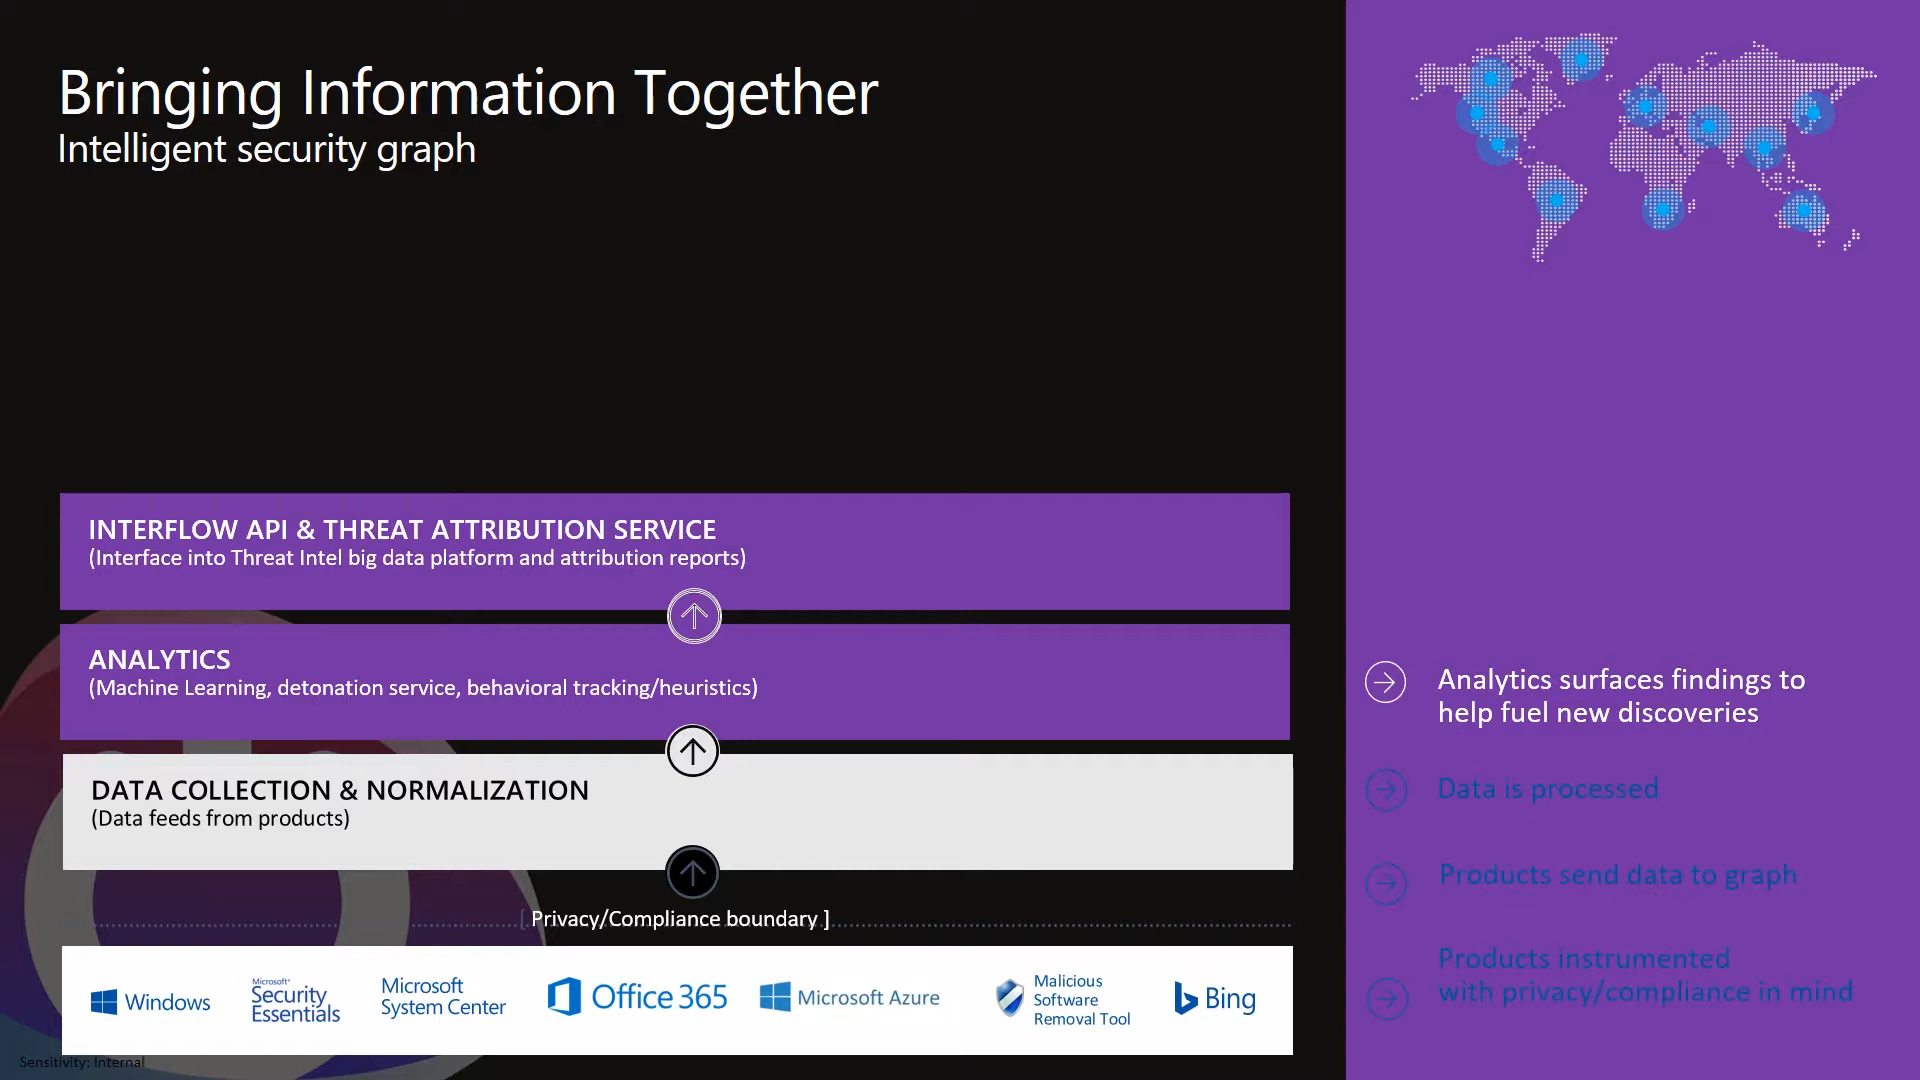 Bringing Information Together
Intelligent security graph
INTERFLOW API & THREAT ATTRIBUTION SERVICE
(Interface into Threat Intel big data platform and attribution reports)
ANALYTICS
(Machine Learning, detonation service, behavioral tracking/heuristics)
DATA COLLECTION & NORMALIZATION
(Data feeds from products)
[ Privacy/Compliance boundary ]
Windows
Microsoft®
Security
Essentials
Microsoft
System Center
Office 365
Microsoft Azure
Malicious
Software
Removal Tool
Bing
Sensitivity: Internal
Analytics surfaces findings to
help fuel new discoveries
Data is processed
Products send data to graph
Products instrumented
with privacy/compliance in mind